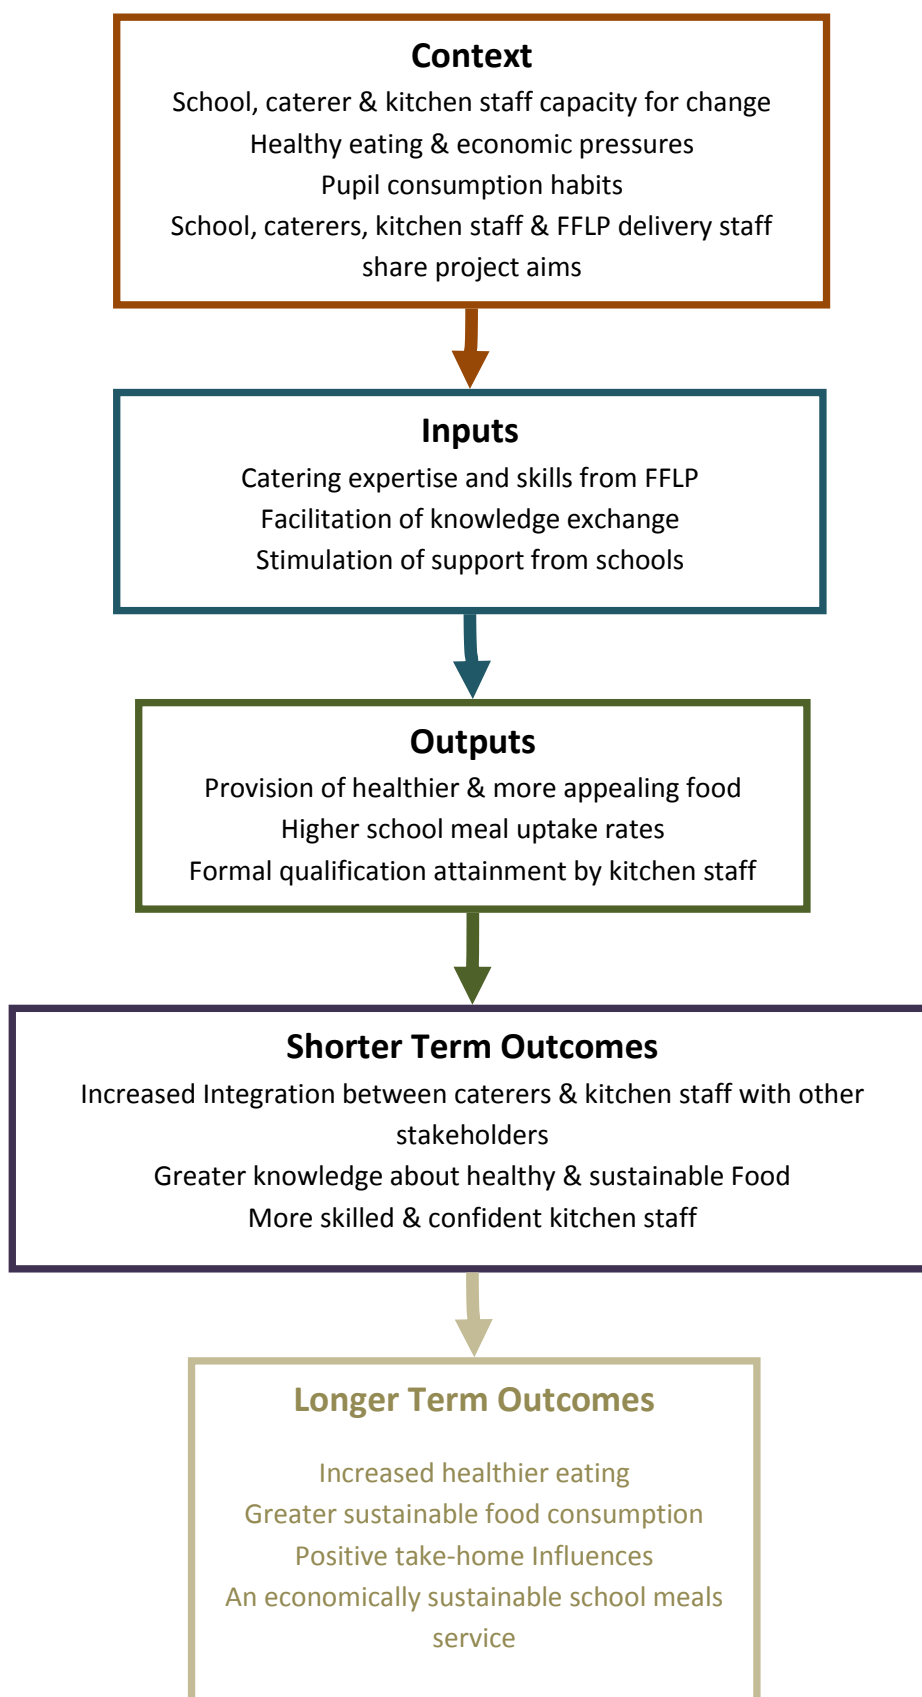 Context
School, caterer & kitchen staff capacity for change
Healthy eating & economic pressures
Pupil consumption habits
School, caterers, kitchen staff & FFLP delivery staff
share project aims
Inputs
Catering expertise and skills from FFLP
Facilitation of knowledge exchange
Stimulation of support from schools
Outputs
Provision of healthier & more appealing food
Higher school meal uptake rates
Formal qualification attainment by kitchen staff
Shorter Term Outcomes
Increased Integration between caterers & kitchen staff with other
stakeholders
Greater knowledge about healthy & sustainable Food
More skilled & confident kitchen staff
Longer Term Outcomes
Increased healthier eating
Greater sustainable food consumption
Positive take-home Influences
An economically sustainable school meals
service